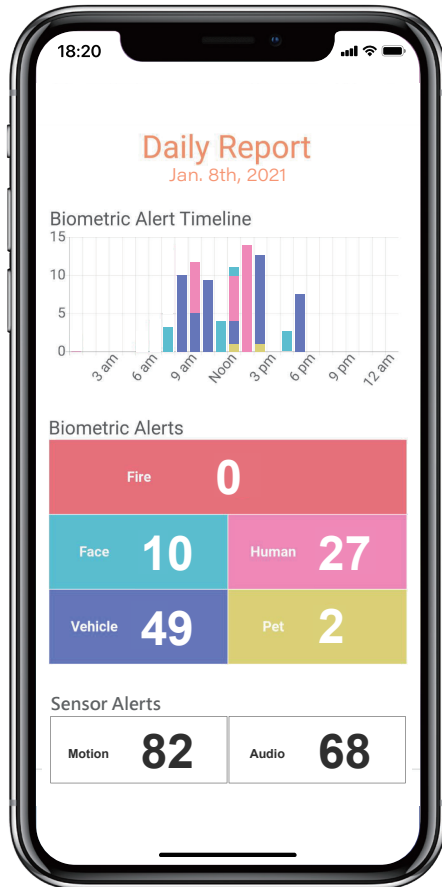 18:20
Daily Report
Jan. 8th, 2021
Biometric Alert Timeline
15
10
5
0
3 am 6 am 9 am Noon 3 pm 6 pm 9 pm 12 am
Biometric Alerts
Fire 0
Face 10 Human 27
Vehicle 49 Pet 2
Sensor Alerts
Motion 82 Audio 68